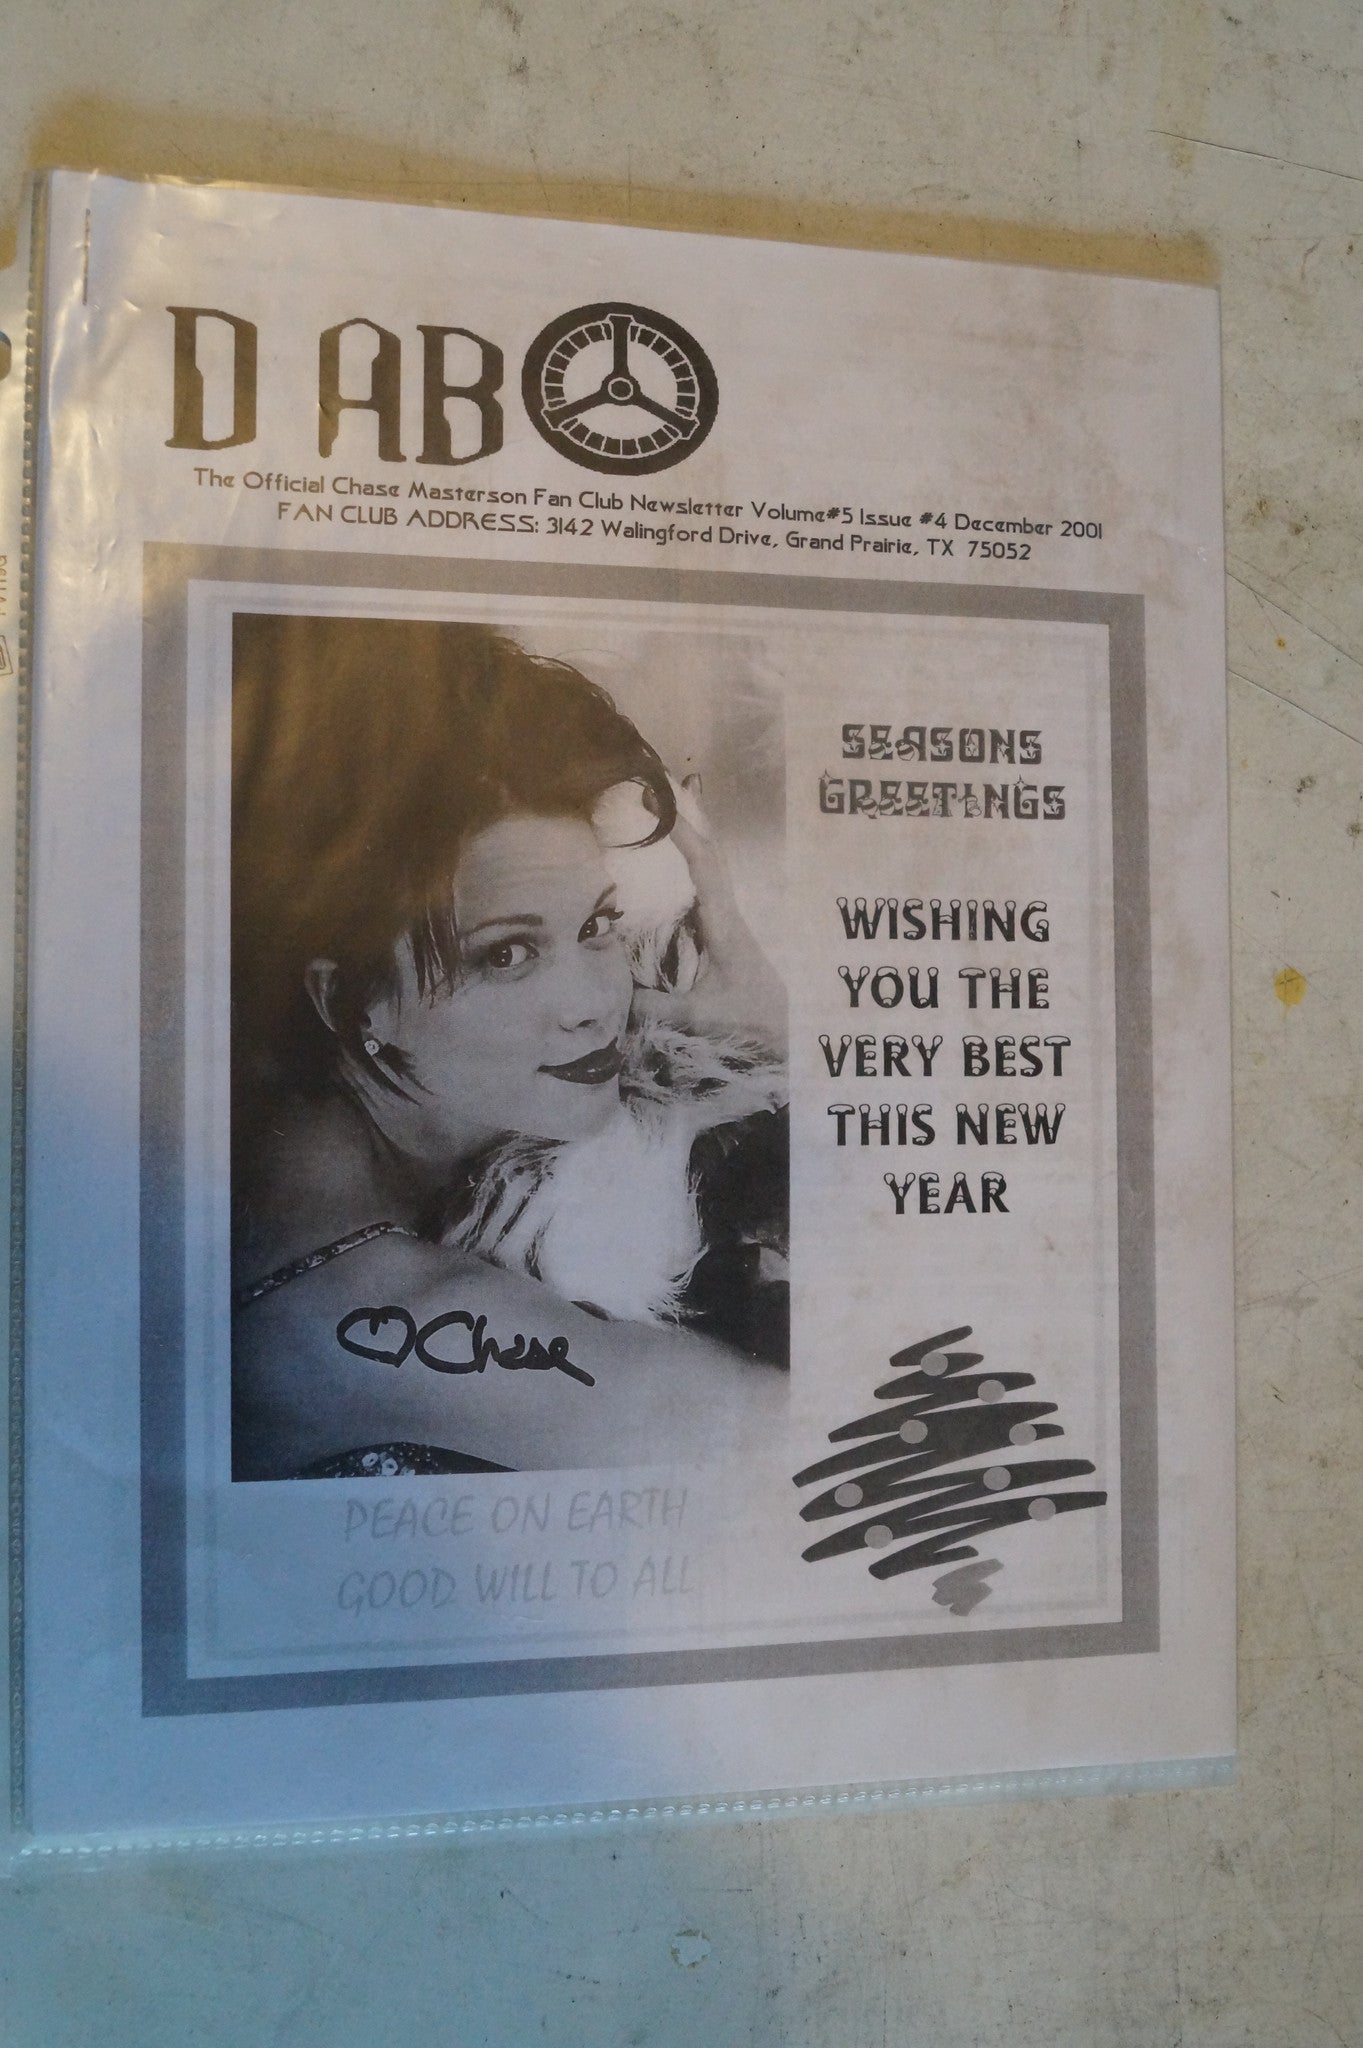 DABO
The Official Chase Masterson Fan Club Newsletter Volume#5 Issue #4 December 2001
FAN CLUB ADDRESS: 3142 Walingford Drive, Grand Prairie, TX 75052
SEASONS
GREETINGS
WISHING
YOU THE
VERY BEST
THIS NEW
YEAR
Chase
PEACE ON EARTH
GOOD WILL TO ALL